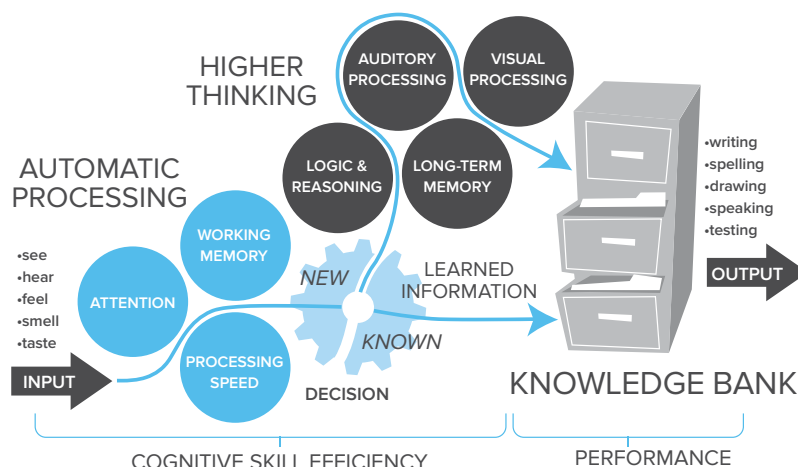 HIGHER
THINKING
AUDITORY
PROCESSING
VISUAL
PROCESSING
LOGIC &
REASONING
LONG-TERM
MEMORY
AUTOMATIC
PROCESSING
•see
•hear
•feel
•smell
•taste
INPUT
ATTENTION
WORKING
MEMORY
PROCESSING
SPEED
NEW
KNOWN
DECISION
LEARNED
INFORMATION
•writing
•spelling
•drawing
•speaking
•testing
OUTPUT
KNOWLEDGE BANK
COGNITIVE SKILL EFFICIENCY
PERFORMANCE